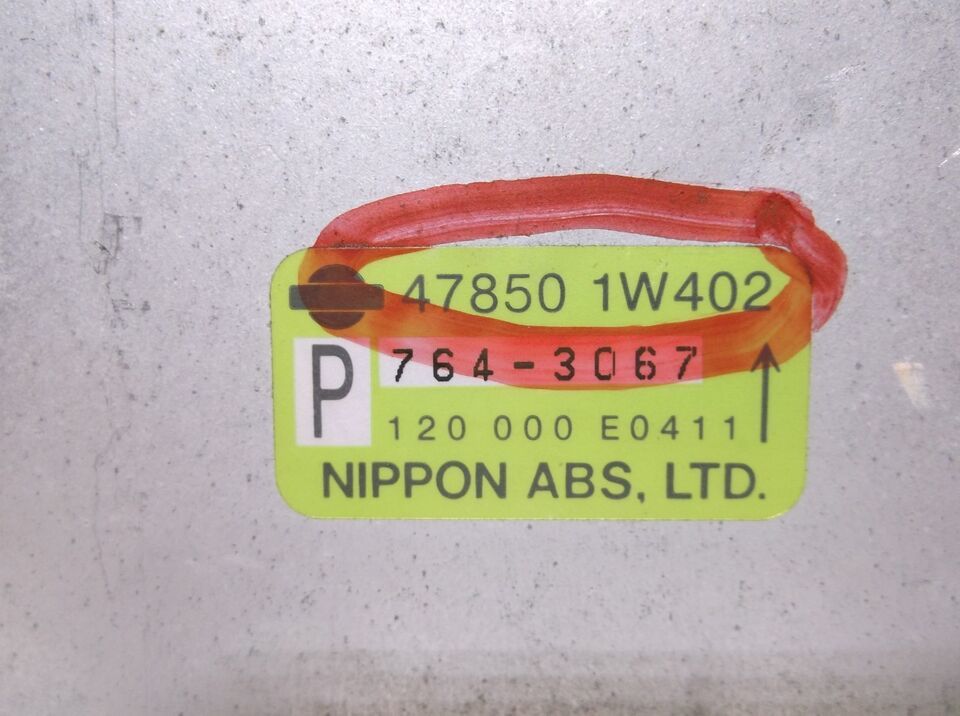 47850 1W402
P 764-3067
120 000 E0411
NIPPON ABS, LTD.